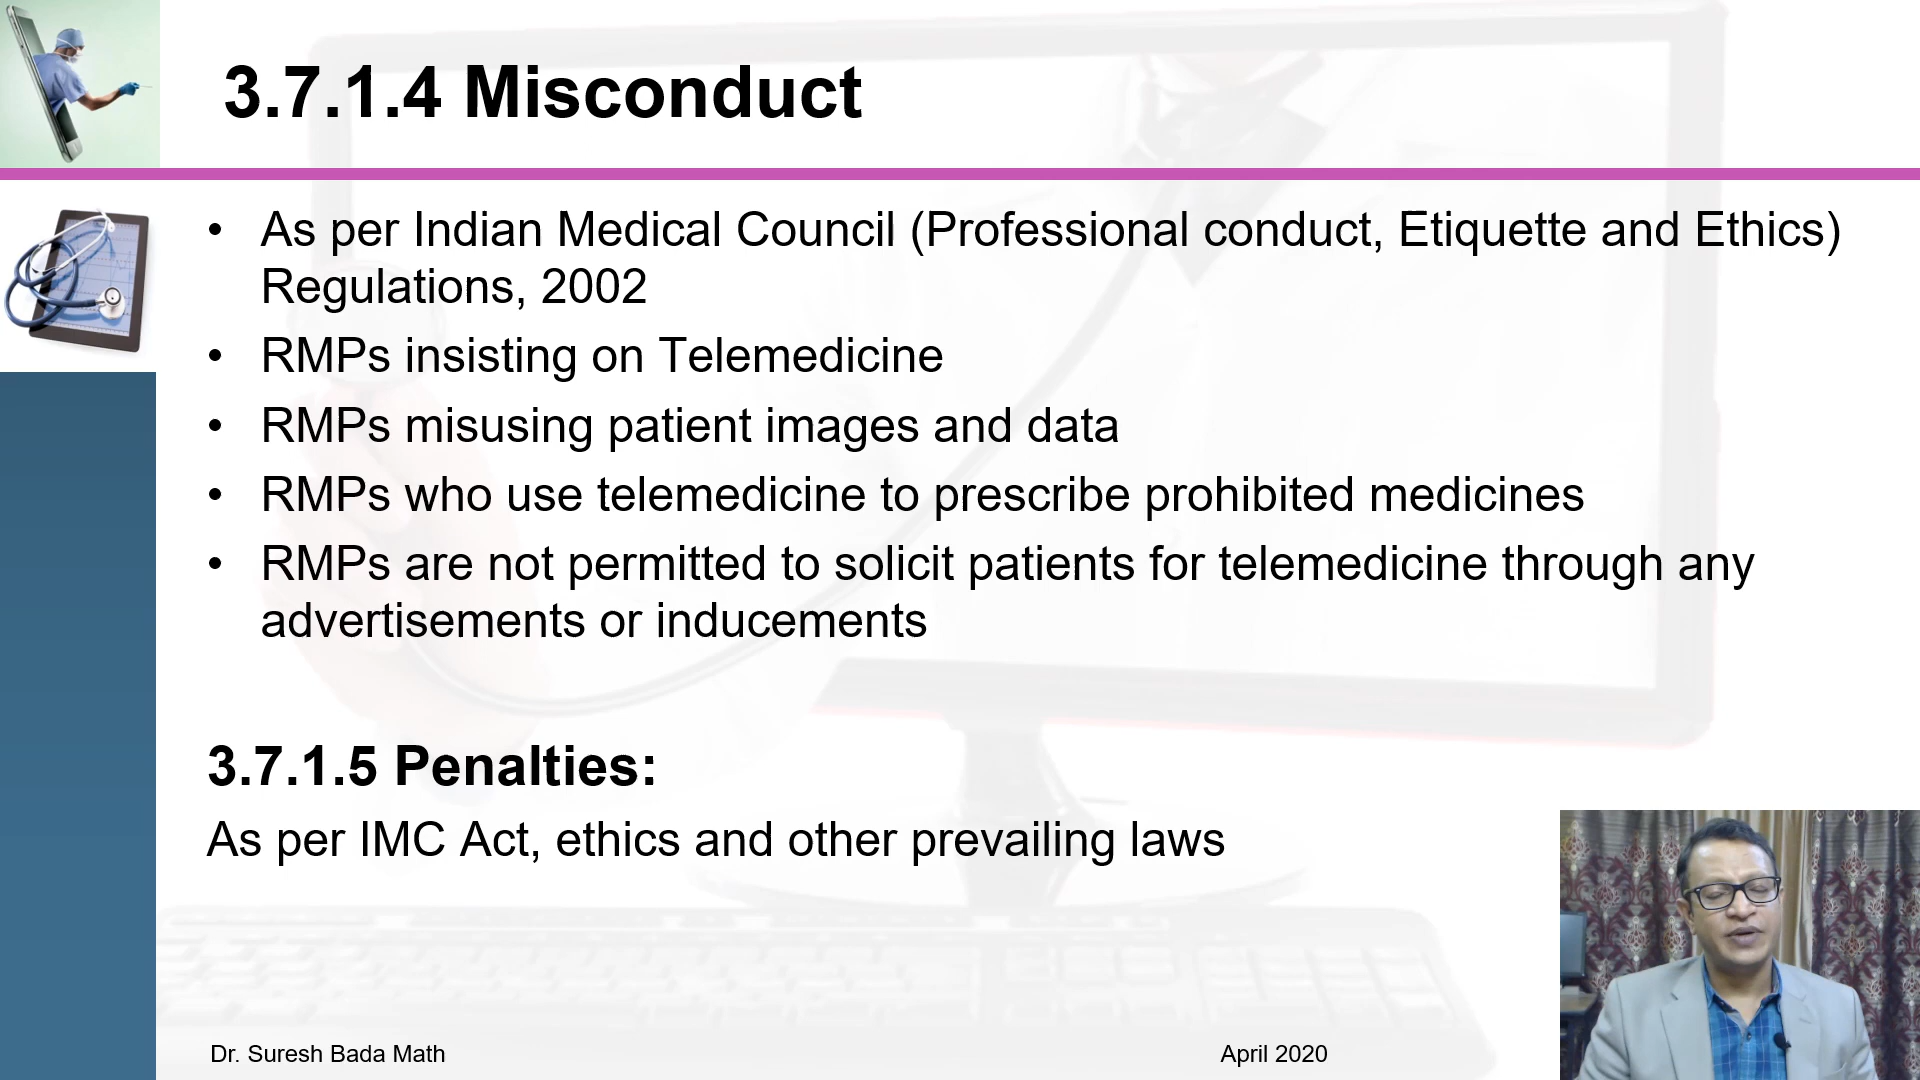 3.7.1.4 Misconduct
• As per Indian Medical Council (Professional conduct, Etiquette and Ethics)
Regulations, 2002
• RMPs insisting on Telemedicine
• RMPs misusing patient images and data
• RMPs who use telemedicine to prescribe prohibited medicines
• RMPs are not permitted to solicit patients for telemedicine through any
advertisements or inducements
3.7.1.5 Penalties:
As per IMC Act, ethics and other prevailing laws
Dr. Suresh Bada Math
April 2020